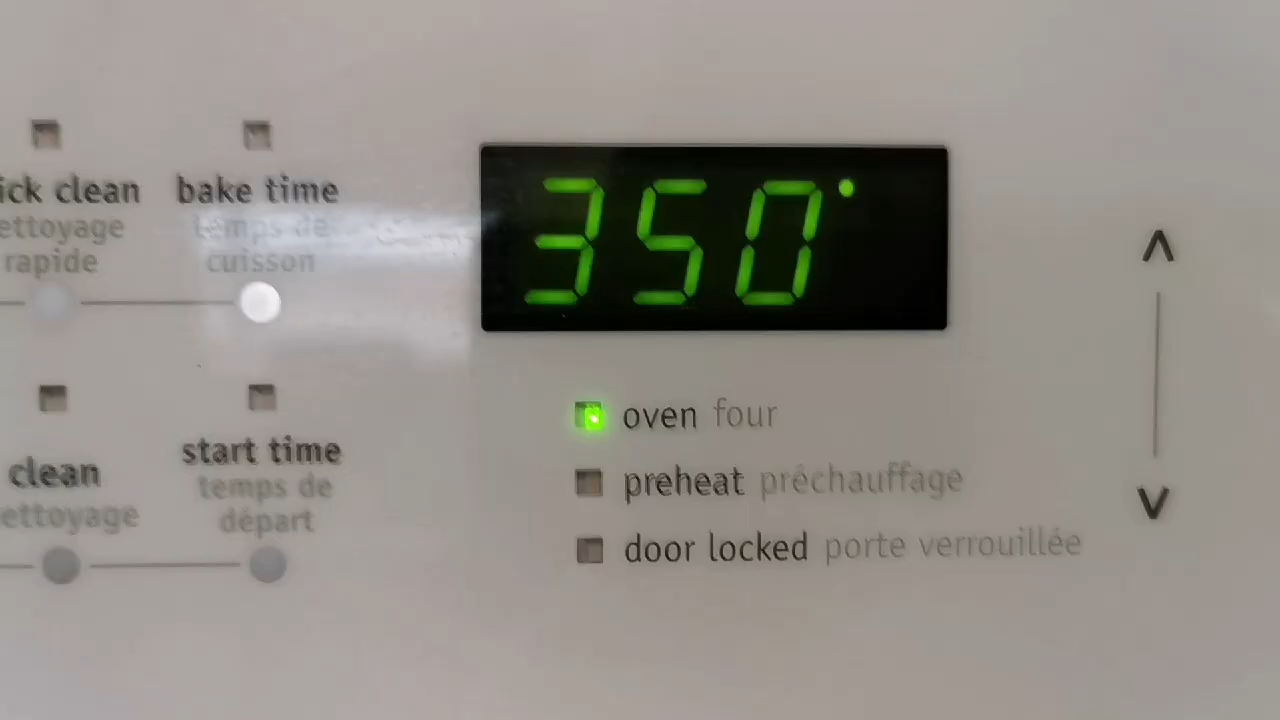 ick clean
ettoyage
rapide
bake time
temps de
cuisson
350°
clean
ettoyage
start time
temps de
départ
oven four
preheat préchauffage
door locked porte verrouillée